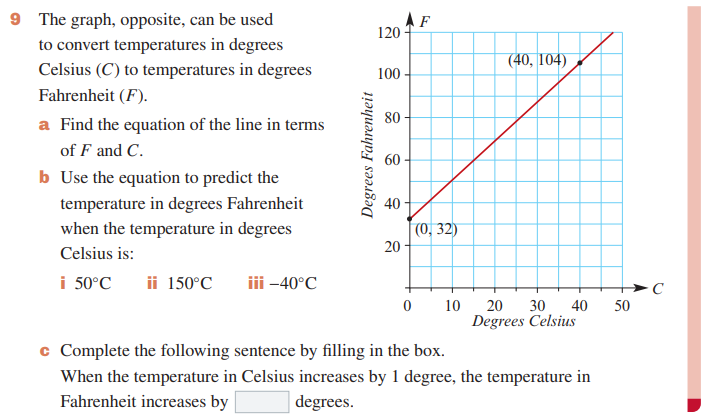 9 The graph, opposite, can be used
to convert temperatures in degrees
Celsius (C) to temperatures in degrees
Fahrenheit (F).
a Find the equation of the line in terms
of F and C.
b Use the equation to predict the
temperature in degrees Fahrenheit
when the temperature in degrees
Celsius is:
i 50°C ii 150°C iii −40°C
F
120
100
80
60
40
20
Degrees Fahrenheit
(40, 104)
(0, 32)
C
0 10 20 30 40 50
Degrees Celsius
c Complete the following sentence by filling in the box.
When the temperature in Celsius increases by 1 degree, the temperature in
Fahrenheit increases by degrees.